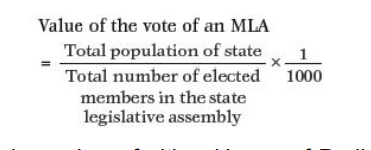 Value of the vote of an MLA
= Total population of state / Total number of elected × 1/1000
members in the state
legislative assembly